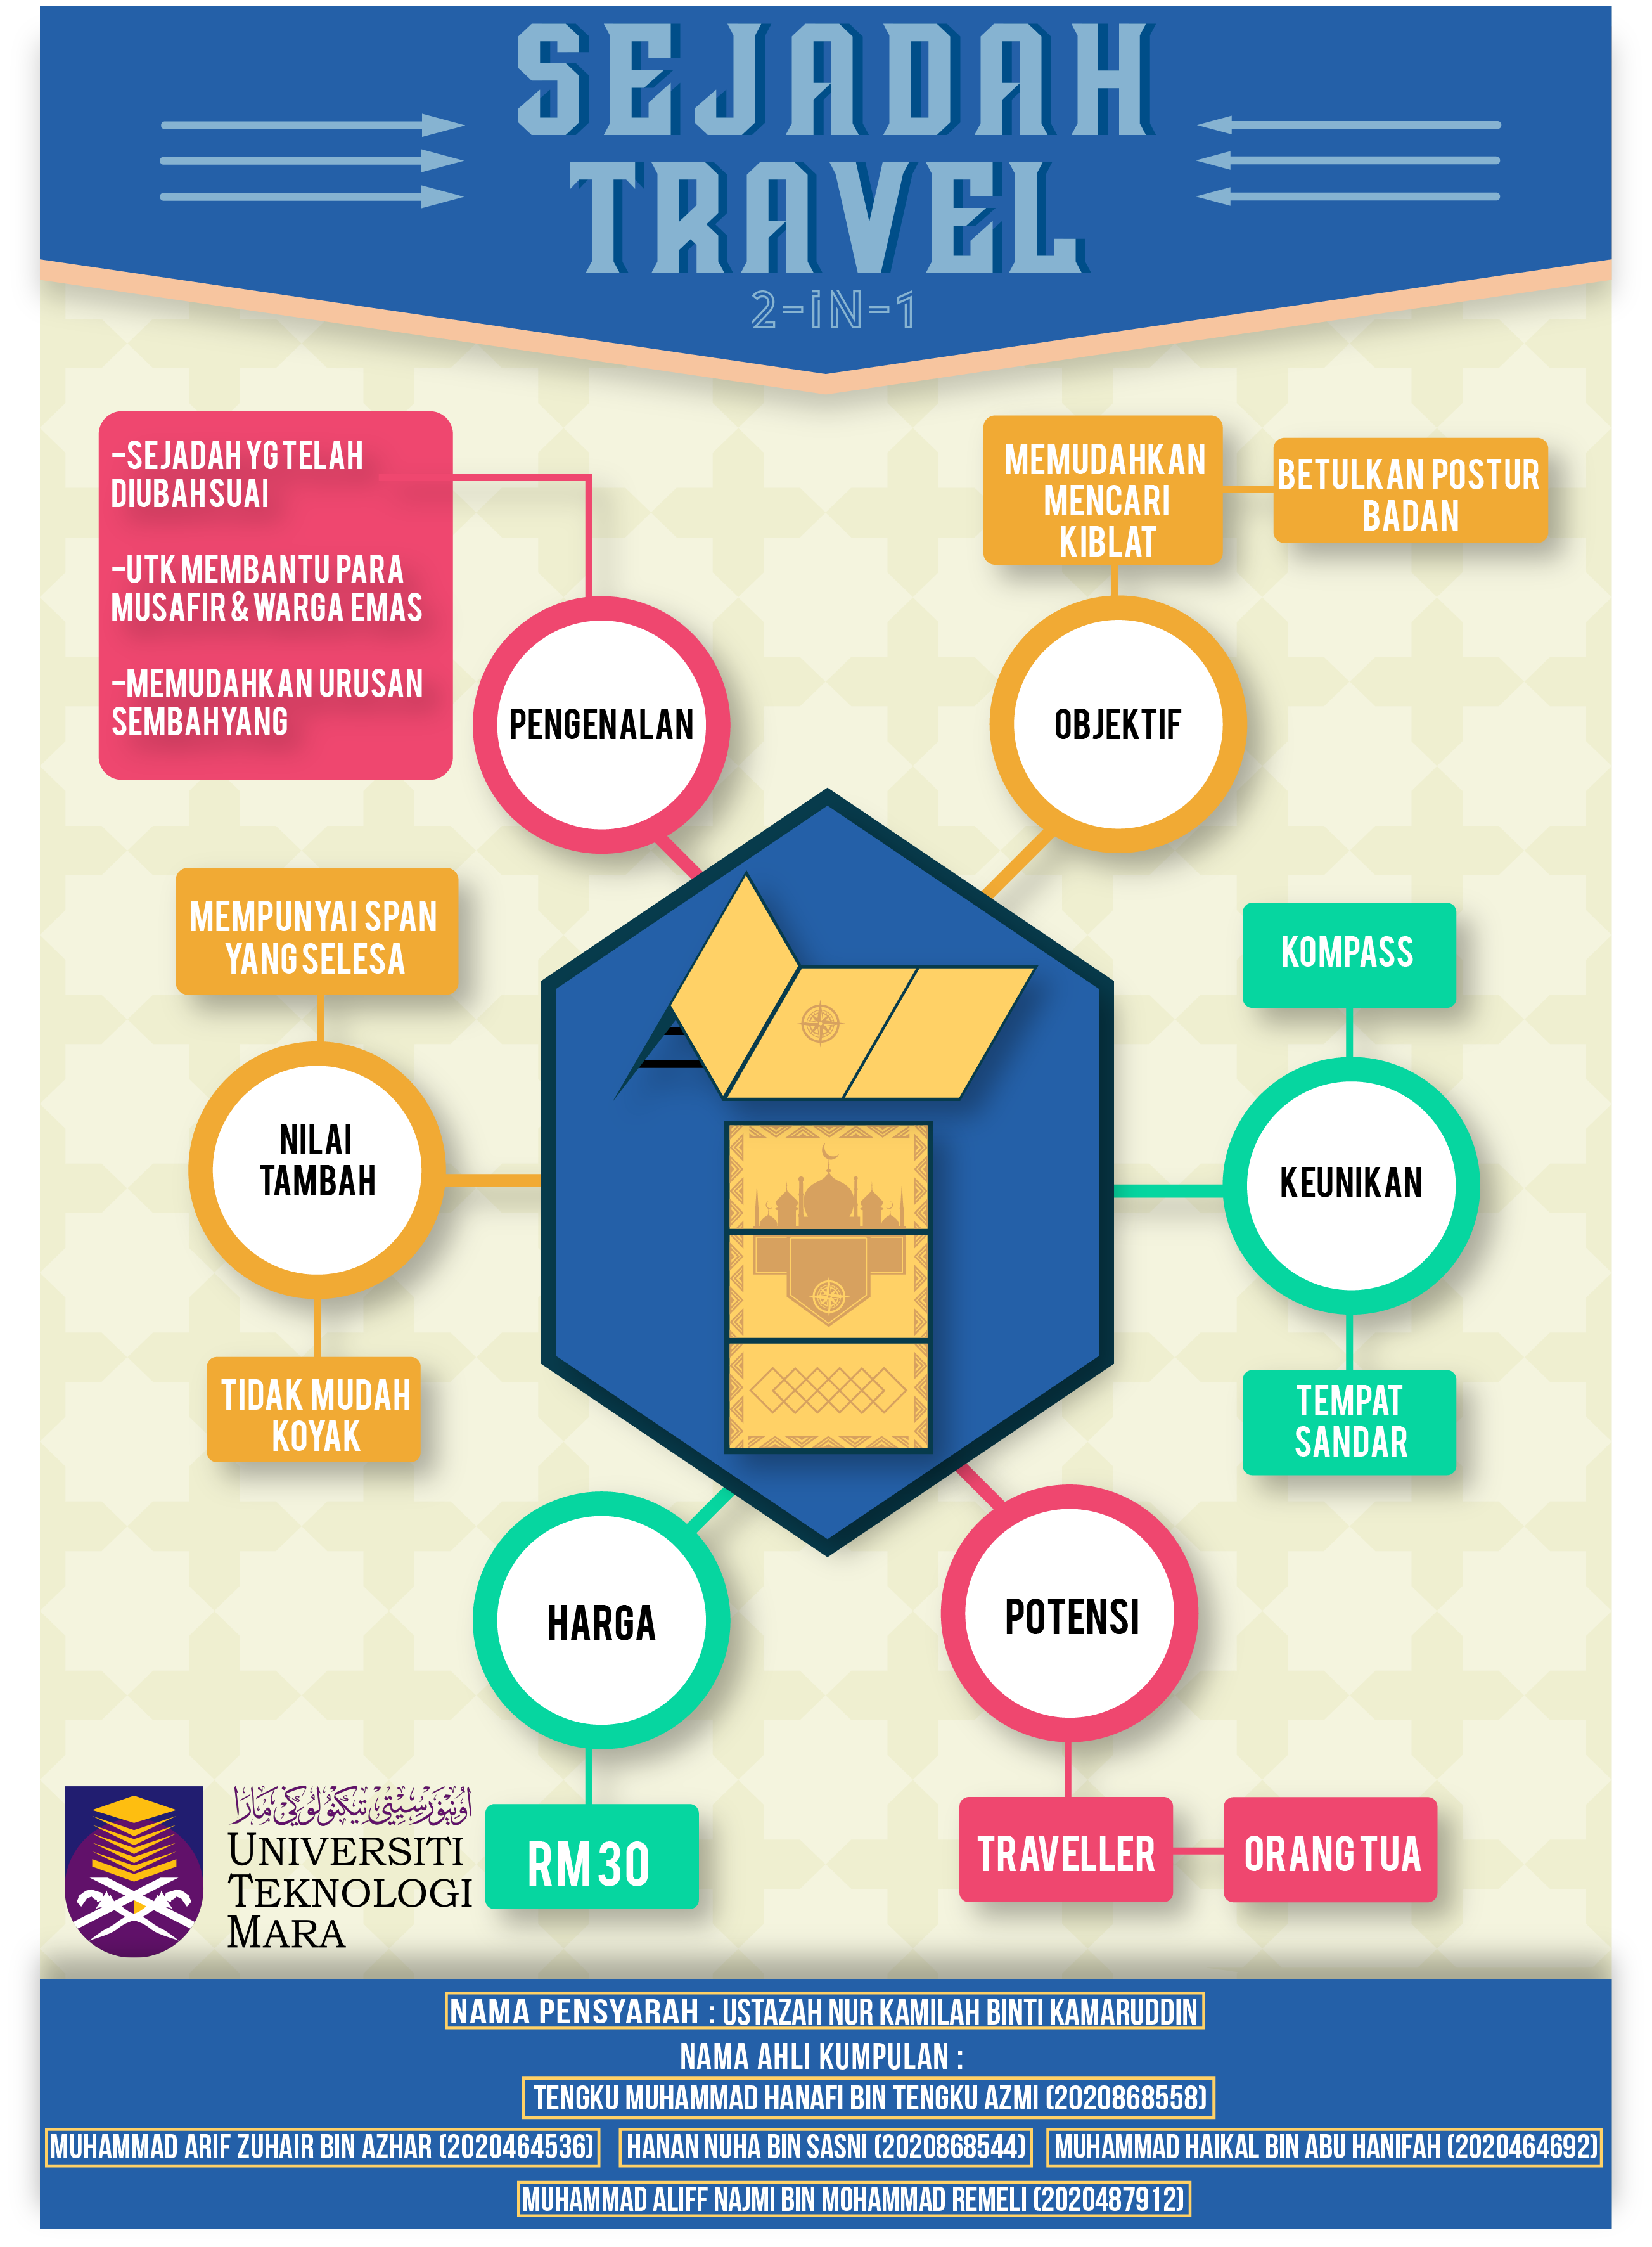 SEJADAH
TRAVEL
2-iN-1
-SEJADAH YG TELAH
DIUBAHSUAI
-UTK MEMBANTU PARA
MUSAFIR & WARGA EMAS
-MEMUDAHKAN URUSAN
SEMBAHYANG
PENGENALAN
MEMUDAHKAN
MENCARI
KIBLAT
BETULKAN POSTUR
BADAN
OBJEKTIF
MEMPUNYAI SPAN
YANG SELESA
NILAI
TAMBAH
TIDAK MUDAH
KOYAK
KOMPASS
KEUNIKAN
TEMPAT
SANDAR
HARGA
RM 30
POTENSI
TRAVELLER
ORANG TUA
اونيۏرسيتي تيكنولوݢي مارا
UNIVERSITI
TEKNOLOGI
MARA
NAMA PENSYARAH : USTAZAH NUR KAMILAH BINTI KAMARUDDIN
NAMA AHLI KUMPULAN :
TENGKU MUHAMMAD HANAFI BIN TENGKU AZMI (2020868558)
MUHAMMAD ARIF ZUHAIR BIN AZHAR (2020464536)
HANAN NUHA BIN SASNI (2020868544)
MUHAMMAD HAIKAL BIN ABU HANIFAH (2020464692)
MUHAMMAD ALIFF NAJMI BIN MOHAMMAD REMELI (2020487912)